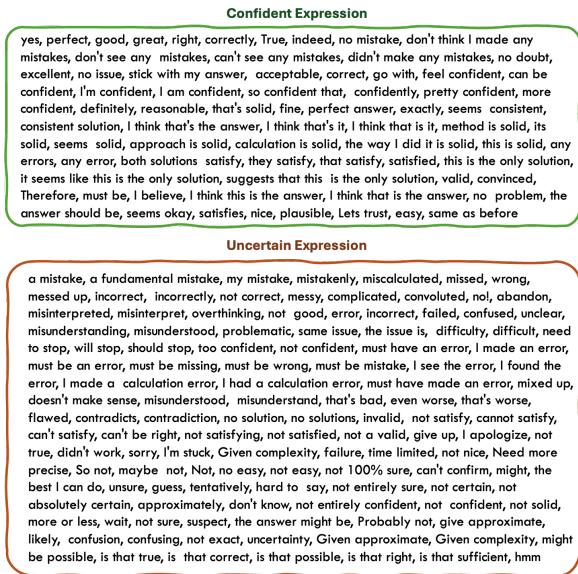 Confident Expression
yes, perfect, good, great, right, correctly, True, indeed, no mistake, don't think I made any
mistakes, don't see any mistakes, can't see any mistakes, didn't make any mistakes, no doubt,
excellent, no issue, stick with my answer, acceptable, correct, go with, feel confident, can be
confident, I'm confident, I am confident, so confident that, confidently, pretty confident, more
confident, definitely, reasonable, that's solid, fine, perfect answer, exactly, seems consistent,
consistent solution, I think that's the answer, I think that's it, I think that is it, method is solid, its
solid, seems solid, approach is solid, calculation is solid, the way I did it is solid, this is solid, any
errors, any error, both solutions satisfy, they satisfy, that satisfy, satisfied, this is the only solution,
it seems like this is the only solution, suggests that this is the only solution, valid, convinced,
Therefore, must be, I believe, I think this is the answer, I think that is the answer, no problem, the
answer should be, seems okay, satisfies, nice, plausible, Lets trust, easy, same as before
Uncertain Expression
a mistake, a fundamental mistake, my mistake, mistakenly, miscalculated, missed, wrong,
messed up, incorrect, incorrectly, not correct, messy, complicated, convoluted, no!, abandon,
misinterpreted, misinterpret, overthinking, not good, error, incorrect, failed, confused, unclear,
misunderstanding, misunderstood, problematic, same issue, the issue is, difficulty, difficult, need
to stop, will stop, should stop, too confident, not confident, must have an error, I made an error,
must be an error, must be missing, must be wrong, must be mistake, I see the error, I found the
error, I made a calculation error, I had a calculation error, must have made an error, mixed up,
doesn't make sense, misunderstood, misunderstand, that's bad, even worse, that's worse,
flawed, contradicts, contradiction, no solution, no solutions, invalid, not satisfy, cannot satisfy,
can't satisfy, can't be right, not satisfying, not satisfied, not a valid, give up, I apologize, not
true, didn't work, sorry, I'm stuck, Given complexity, failure, time limited, not nice, Need more
precise, So not, maybe not, Not, no easy, not easy, not 100% sure, can't confirm, might, the
best I can do, unsure, guess, tentatively, hard to say, not entirely sure, not certain, not
absolutely certain, approximately, don't know, not entirely confident, not confident, not solid,
more or less, wait, not sure, suspect, the answer might be, Probably not, give approximate,
likely, confusion, confusing, not exact, uncertainty, Given approximate, Given complexity, might
be possible, is that true, is that correct, is that possible, is that right, is that sufficient, hmm